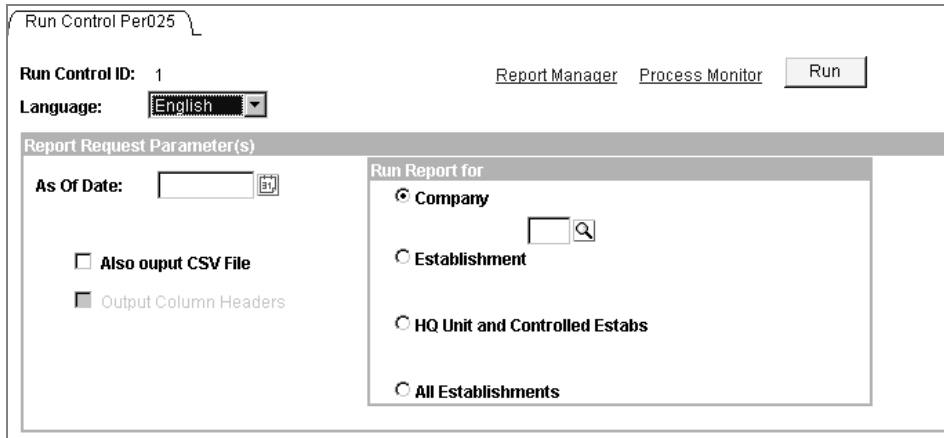 Run Control Per025
Run Control ID: 1 Report Manager Process Monitor Run
Language: English
Report Request Parameter(s)
Run Report for
As Of Date: 31
Company
Also ouput CSV File
Establishment
Output Column Headers
HQ Unit and Controlled Estabs
All Establishments